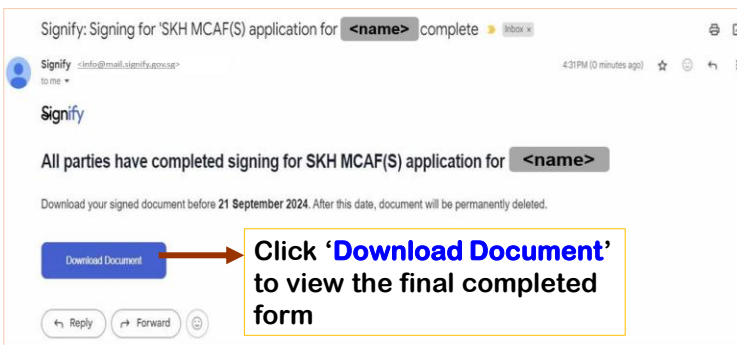 Signify: Signing for 'SKH MCAF(S) application for <name> complete Inbox x
Signify <info@mail.signify.gov.sg>
to me
4:31 PM (0 minutes ago)
Signify
All parties have completed signing for SKH MCAF(S) application for <name>
Download your signed document before 21 September 2024. After this date, document will be permanently deleted.
Download Document
Click ‘Download Document’
to view the final completed
form
Reply
Forward